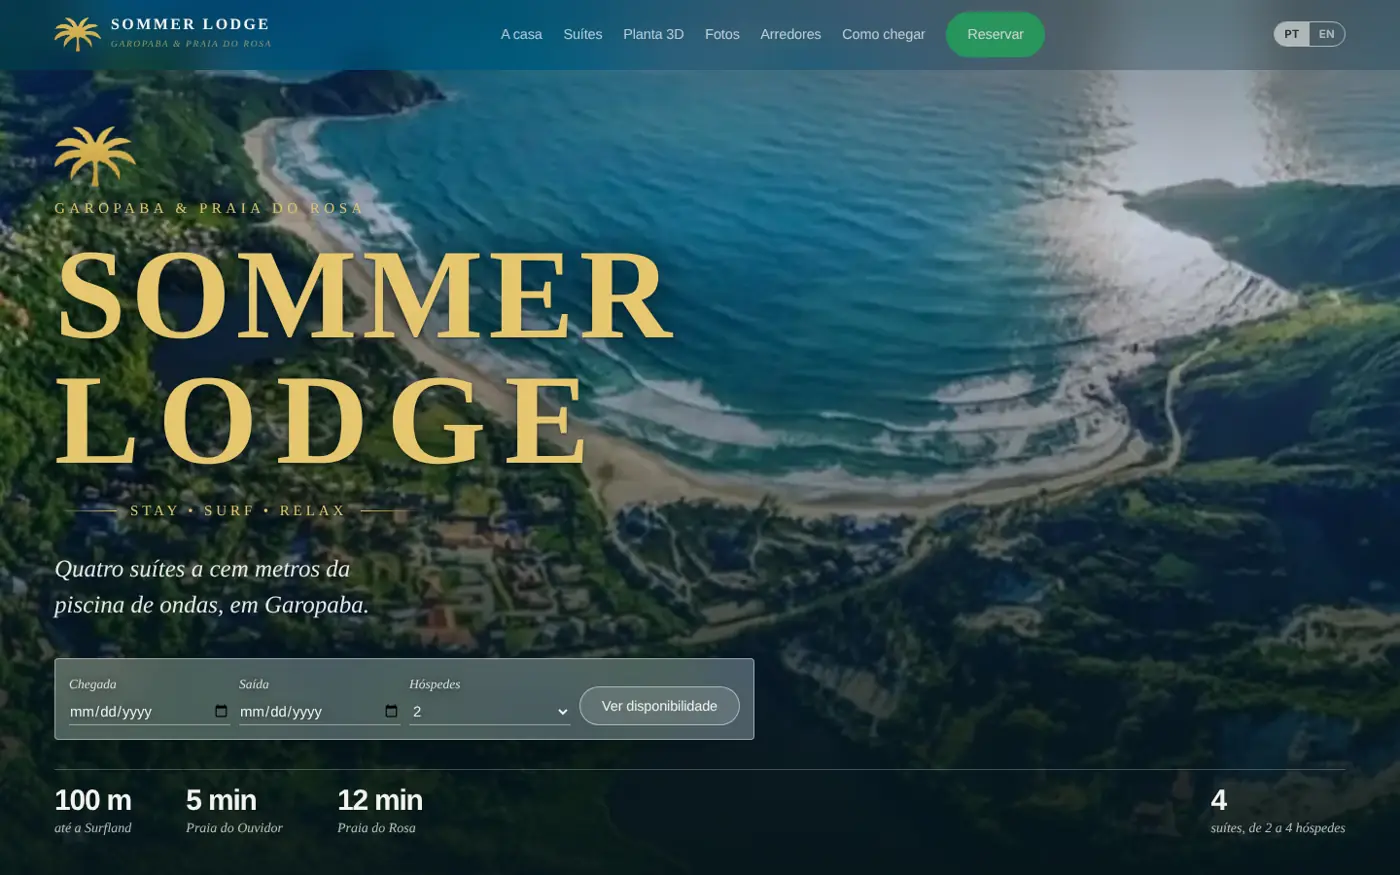 SOMMER LODGE
GAROPABA & PRAIA DO ROSA
A casa Suítes Planta 3D Fotos Arredores Como chegar Reservar
PT EN
GAROPABA & PRAIA DO ROSA
SOMMER
LODGE
STAY • SURF • RELAX
Quatro suítes a cem metros da
piscina de ondas, em Garopaba.
Chegada Saída Hóspedes
mm/dd/yyyy mm/dd/yyyy 2 Ver disponibilidade
100 m 5 min 12 min 4
até a Surfland Praia do Ouvidor Praia do Rosa suítes, de 2 a 4 hóspedes